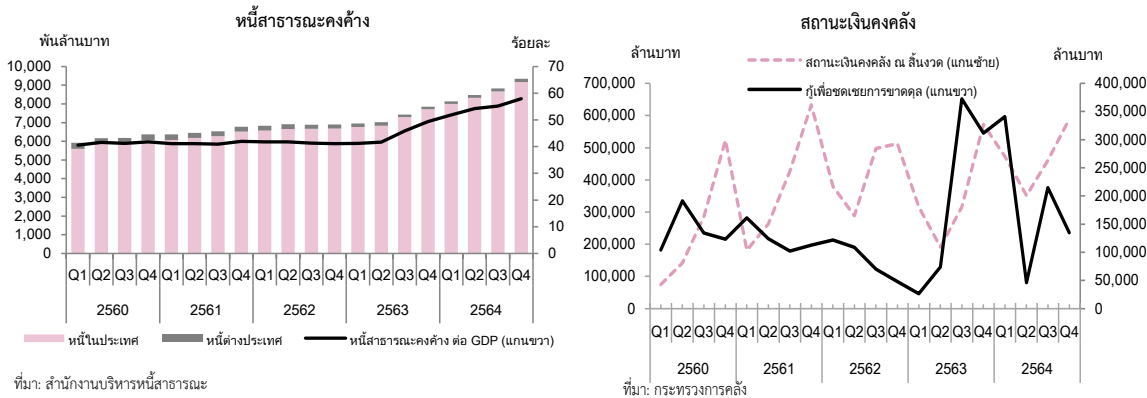 หนี้สาธารณะคงค้าง
พันล้านบาท ร้อยละ
10,000 70
9,000 60
8,000 50
7,000 40
6,000 30
5,000 20
4,000 10
3,000 0
2,000
1,000
0
Q1 Q2 Q3 Q4 Q1 Q2 Q3 Q4 Q1 Q2 Q3 Q4 Q1 Q2 Q3 Q4 Q1 Q2 Q3 Q4
2560 2561 2562 2563 2564
หนี้ในประเทศ หนี้ต่างประเทศ หนี้สาธารณะคงค้าง ต่อ GDP (แกนขวา)
ที่มา: สำนักงานบริหารหนี้สาธารณะ
สถานะเงินคงคลัง
ล้านบาท ล้านบาท
สถานะเงินคงคลัง ณ สิ้นงวด (แกนซ้าย)
กู้เพื่อชดเชยการขาดดุล (แกนขวา)
700,000 400,000
600,000 350,000
500,000 300,000
400,000 250,000
300,000 200,000
200,000 150,000
100,000 100,000
0 50,000
0
Q1 Q2 Q3 Q4 Q1 Q2 Q3 Q4 Q1 Q2 Q3 Q4 Q1 Q2 Q3 Q4 Q1 Q2 Q3 Q4
2560 2561 2562 2563 2564
ที่มา: กระทรวงการคลัง